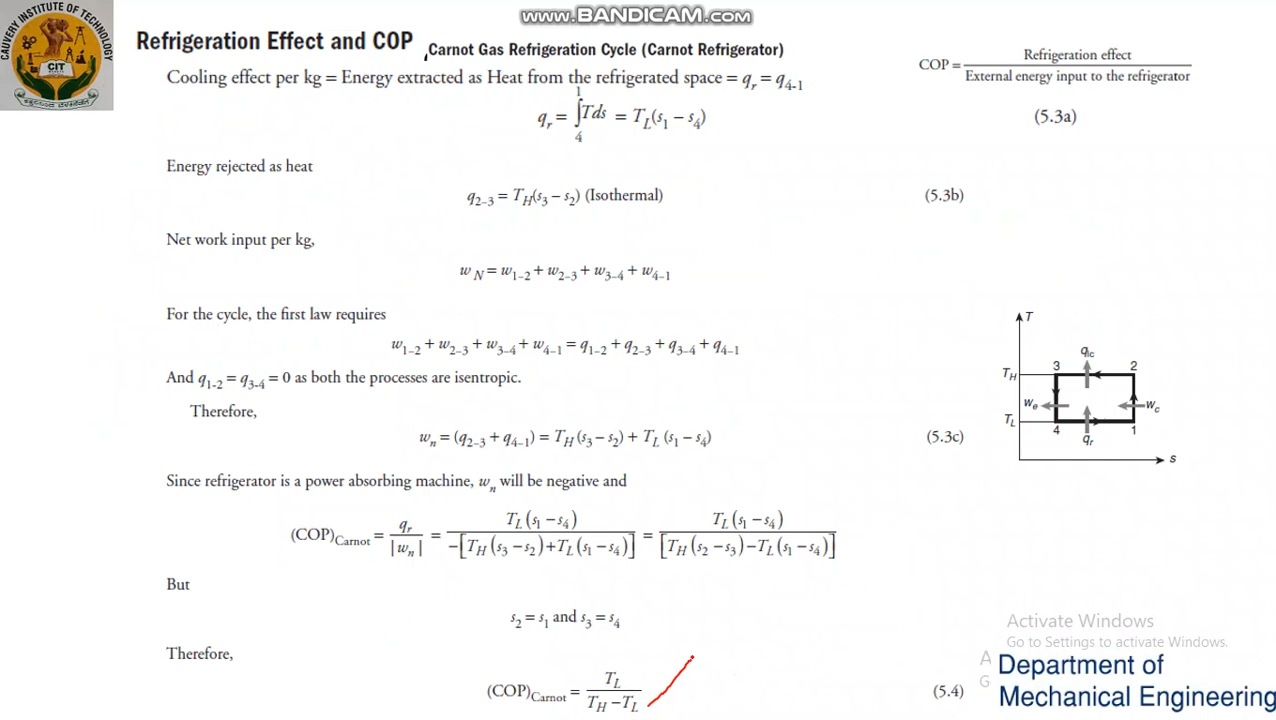 www.BANDICAM.com
CAUVERY INSTITUTE OF TECHNOLOGY
CIT
Refrigeration Effect and COP
Carnot Gas Refrigeration Cycle (Carnot Refrigerator)
COP = Refrigeration effect / External energy input to the refrigerator
Cooling effect per kg = Energy extracted as Heat from the refrigerated space = q_r = q_4-1
q_r = ∫_4^1 Tds = T_L(s_1 − s_4) (5.3a)
Energy rejected as heat
q_2–3 = T_H(s_3 − s_2) (Isothermal) (5.3b)
Net work input per kg,
w_N = w_1–2 + w_2–3 + w_3–4 + w_4–1
For the cycle, the first law requires
w_1–2 + w_2–3 + w_3–4 + w_4–1 = q_1–2 + q_2–3 + q_3–4 + q_4–1
And q_1-2 = q_3-4 = 0 as both the processes are isentropic.
Therefore,
w_n = (q_2–3 + q_4–1) = T_H (s_3 − s_2) + T_L (s_1 − s_4) (5.3c)
Since refrigerator is a power absorbing machine, w_n will be negative and
(COP)_Carnot = q_r / |w_n| = T_L (s_1 − s_4) / −[T_H (s_3 − s_2) + T_L (s_1 − s_4)] = T_L (s_1 − s_4) / [T_H (s_2 − s_3) − T_L (s_1 − s_4)]
But
s_2 = s_1 and s_3 = s_4
Therefore,
(COP)_Carnot = T_L / T_H − T_L (5.4)
T
q_lc
3 2
T_H
w_e w_c
T_L
4 1
q_r
s
Activate Windows
Go to Settings to activate Windows.
Department of
Mechanical Engineering